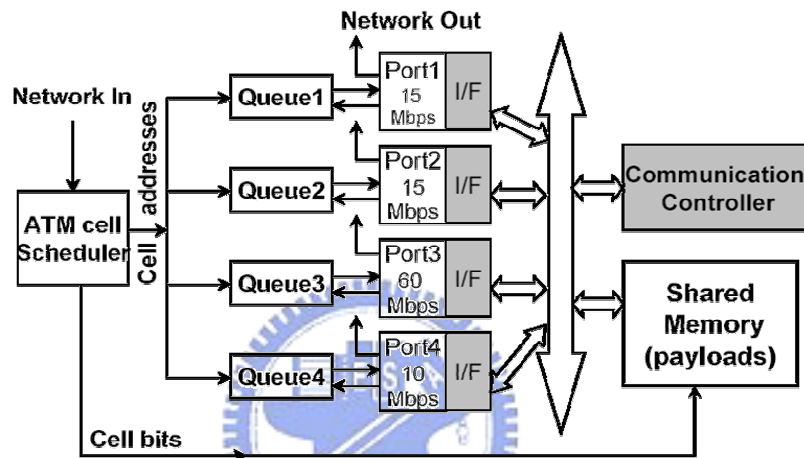 Network Out
Network In
ATM cell
Scheduler
Cell addresses
Queue1
Port1
15
Mbps
I/F
Queue2
Port2
15
Mbps
I/F
Queue3
Port3
60
Mbps
I/F
Queue4
Port4
10
Mbps
I/F
Communication
Controller
Shared
Memory
(payloads)
Cell bits